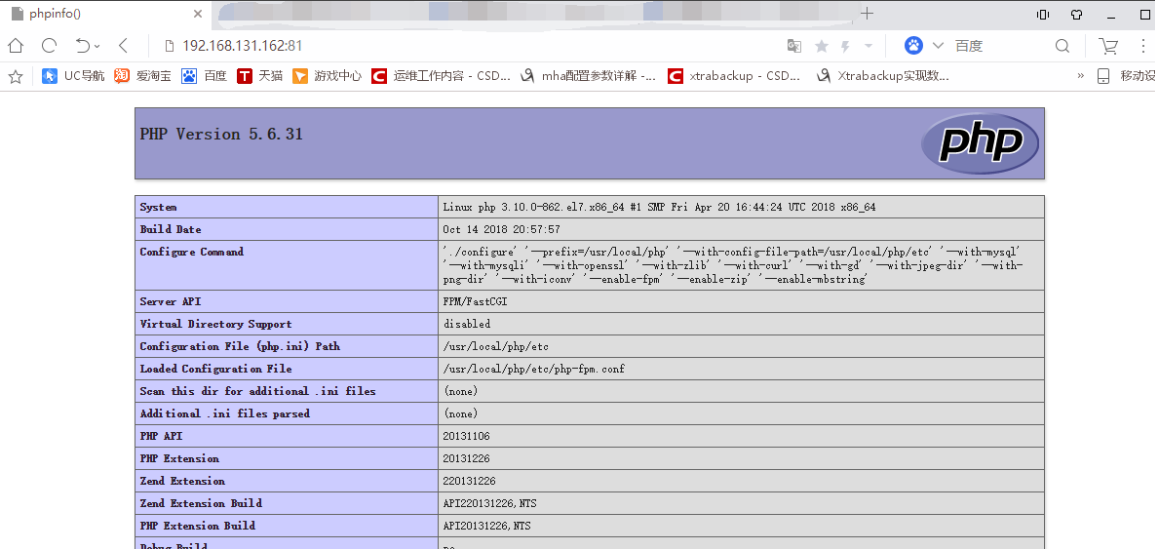 phpinfo()
192.168.131.162:81
百度
UC导航 爱淘宝 百度 天猫 游戏中心 运维工作内容 - CSD... mha配置参数详解 -... xtrabackup - CSD... Xtrabackup实现数... » 移动设
PHP Version 5.6.31
php
System Linux php 3.10.0-862.el7.x86_64 #1 SMP Fri Apr 20 16:44:24 UTC 2018 x86_64
Build Date Oct 14 2018 20:57:57
Configure Command './configure' '--prefix=/usr/local/php' '--with-config-file-path=/usr/local/php/etc' '--with-mysql'
'--with-mysqli' '--with-openssl' '--with-zlib' '--with-curl' '--with-gd' '--with-jpeg-dir' '--with-
png-dir' '--with-iconv' '--enable-fpm' '--enable-zip' '--enable-mbstring'
Server API FPM/FastCGI
Virtual Directory Support disabled
Configuration File (php.ini) Path /usr/local/php/etc
Loaded Configuration File /usr/local/php/etc/php-fpm.conf
Scan this dir for additional .ini files (none)
Additional .ini files parsed (none)
PHP API 20131106
PHP Extension 20131226
Zend Extension 220131226
Zend Extension Build API220131226,NTS
PHP Extension Build API20131226,NTS
Debug Build no